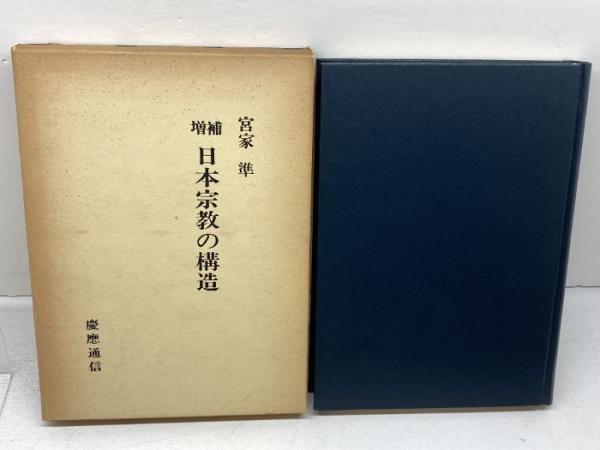 宮家 準
増補
日本宗教の構造
慶應通信